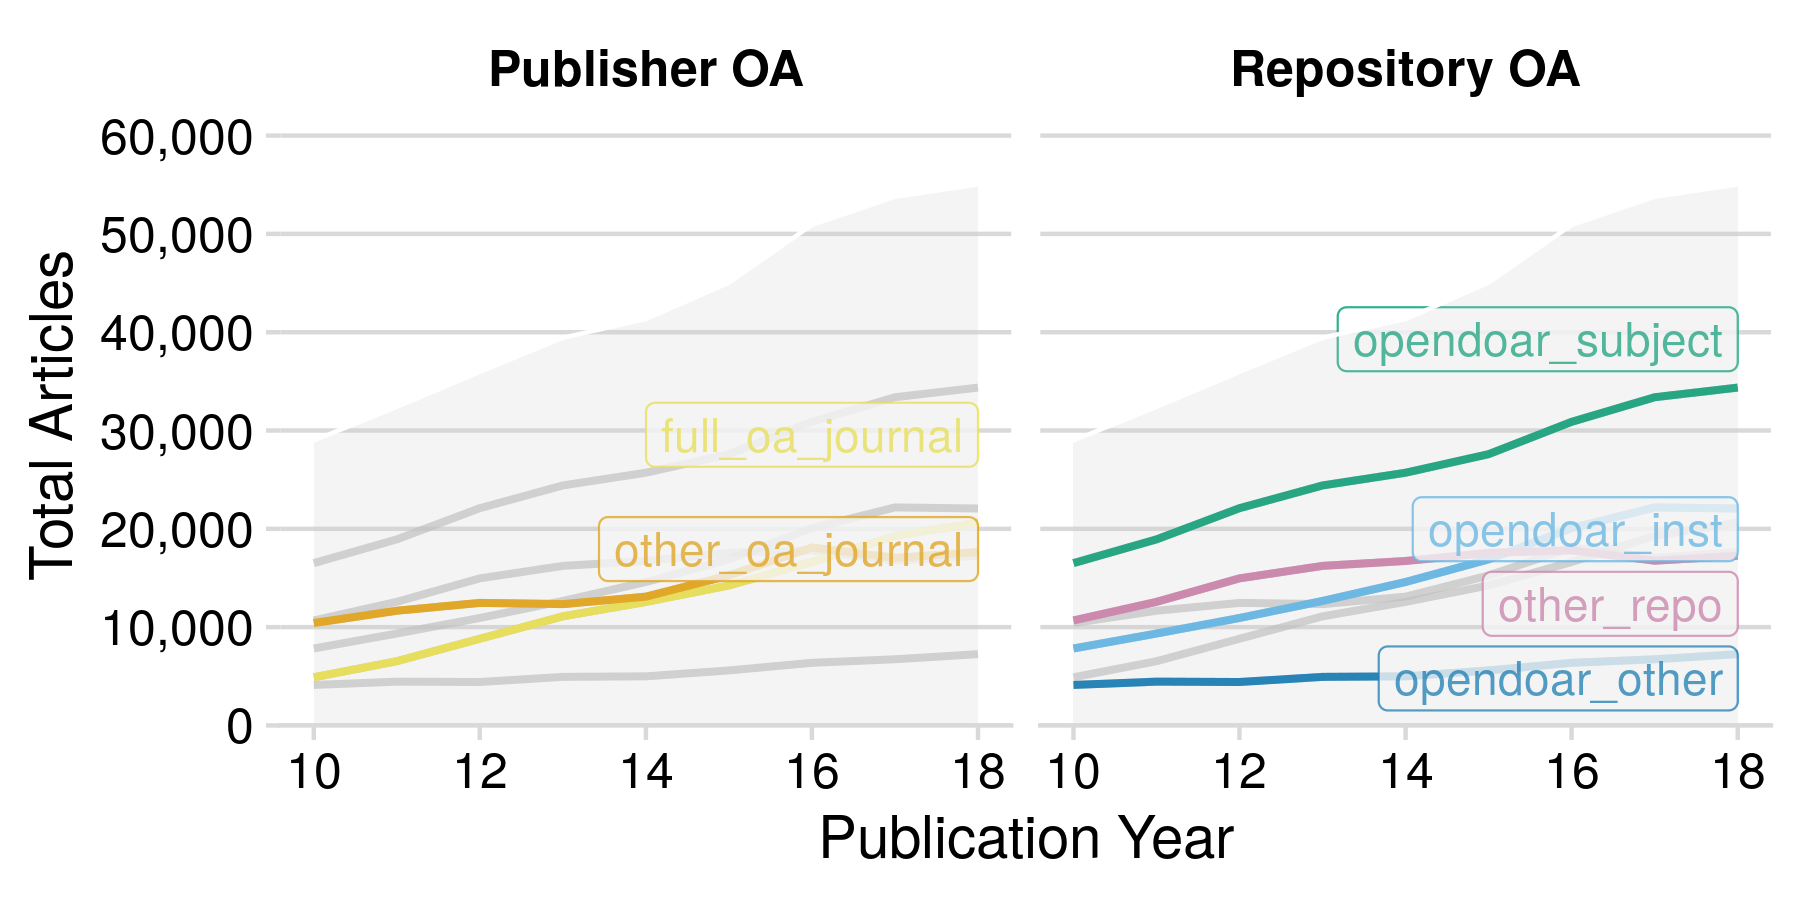 Publisher OA
Repository OA
Total Articles
60,000
50,000
40,000
30,000
20,000
10,000
0
full_oa_journal
other_oa_journal
opendoar_subject
opendoar_inst
other_repo
opendoar_other
10 12 14 16 18
10 12 14 16 18
Publication Year